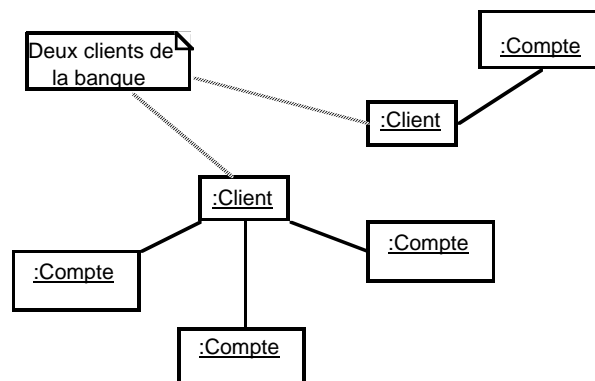 Deux clients de
la banque
:Compte
:Client
:Client
:Compte
:Compte
:Compte